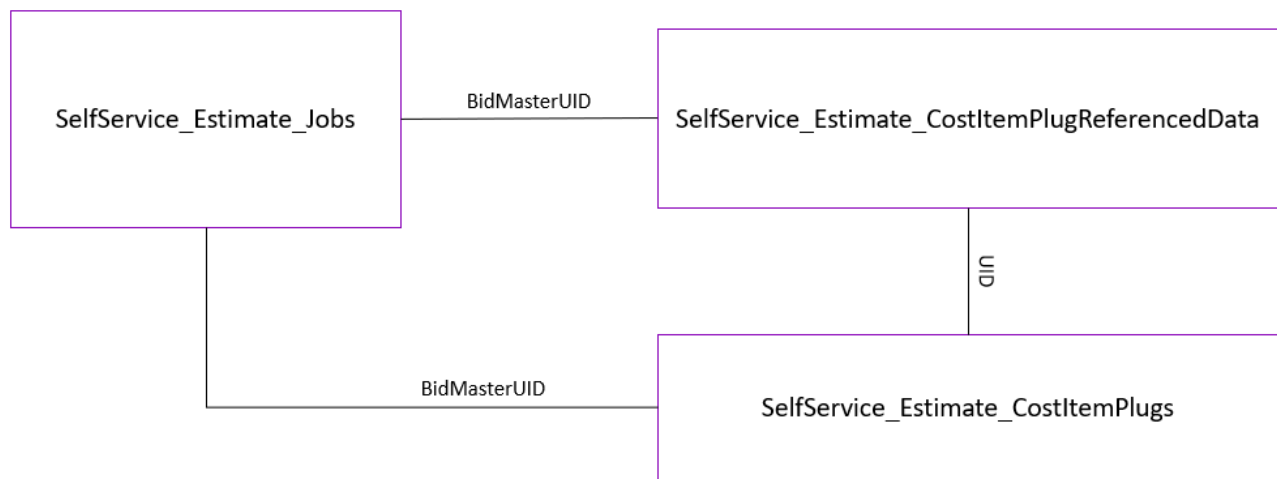 SelfService_Estimate_Jobs
BidMasterUID
SelfService_Estimate_CostItemPlugReferencedData
UID
BidMasterUID
SelfService_Estimate_CostItemPlugs